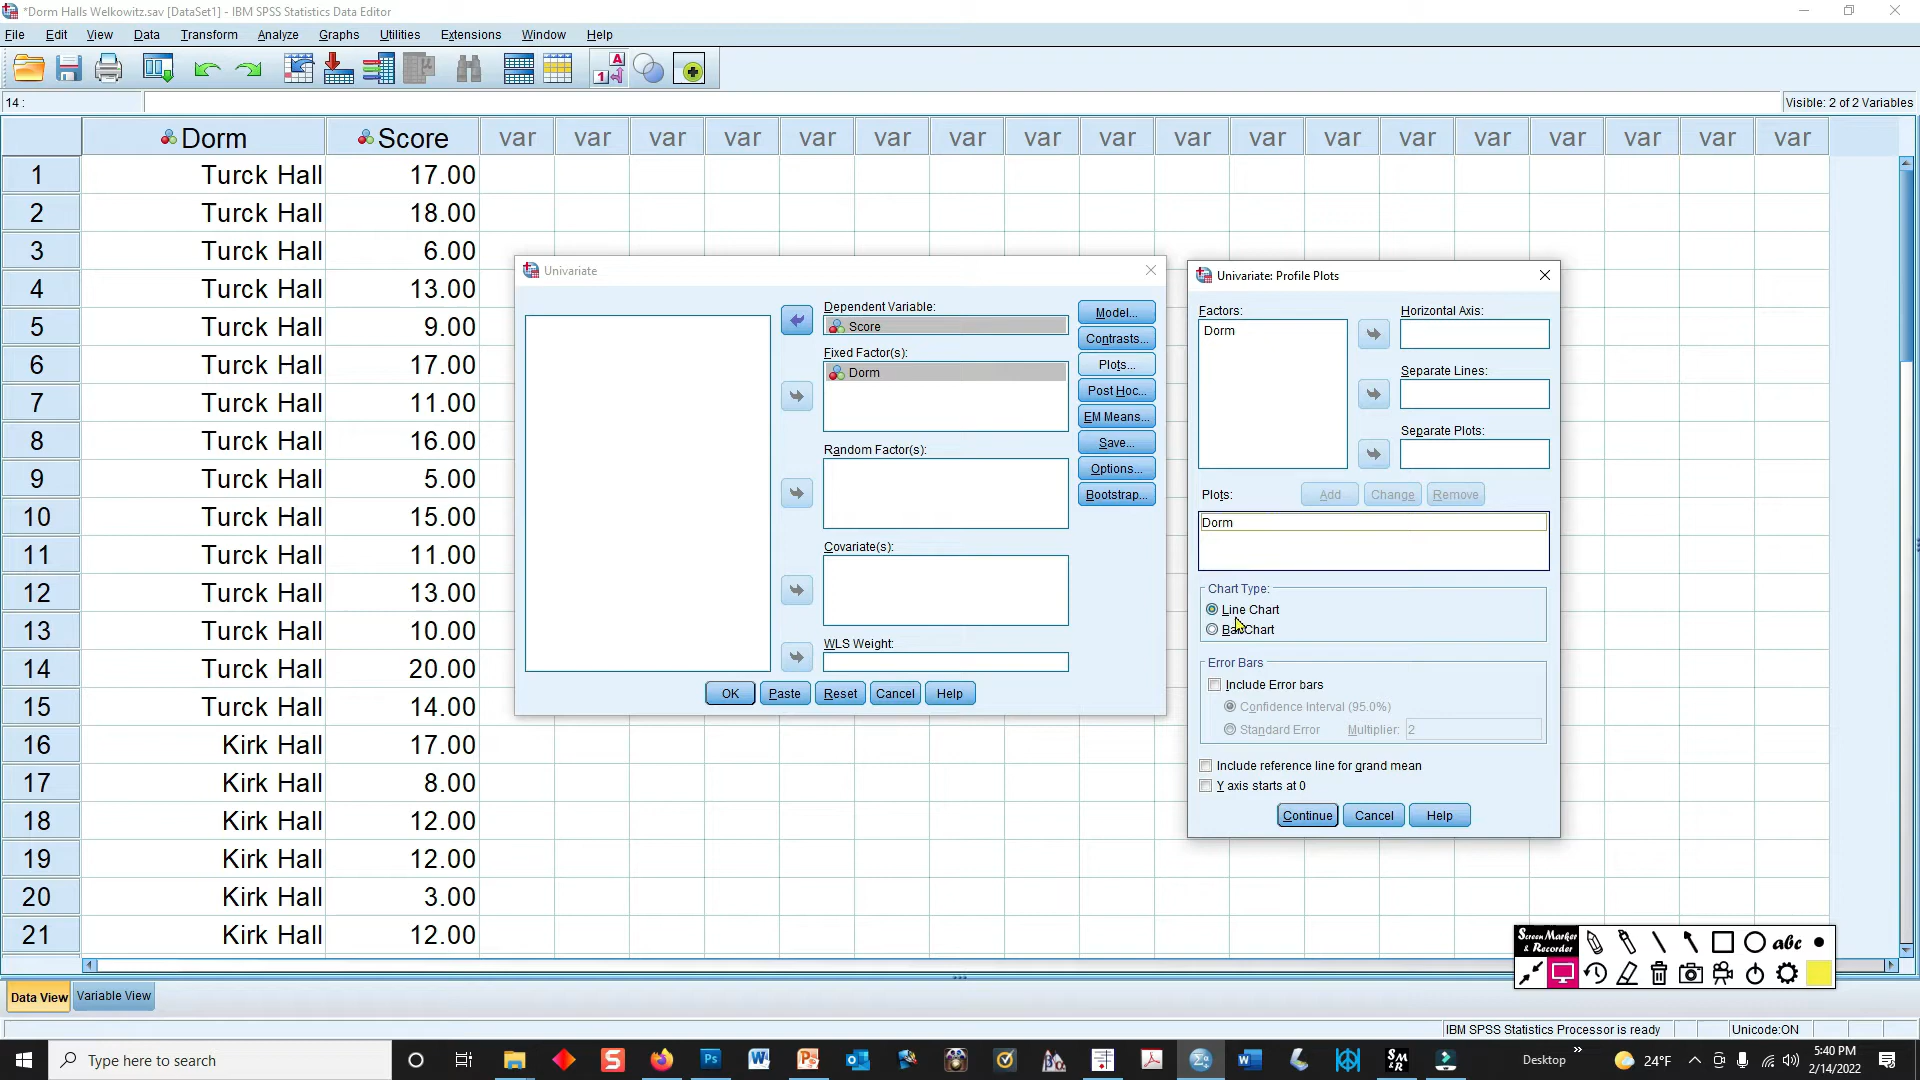 *Dorm Halls Welkowitz.sav [DataSet1] - IBM SPSS Statistics Data Editor
File Edit View Data Transform Analyze Graphs Utilities Extensions Window Help
14 :
Visible: 2 of 2 Variables
Dorm Score var var var var var var var var var var var var var var var var var var
1 Turck Hall 17.00
2 Turck Hall 18.00
3 Turck Hall 6.00
4 Turck Hall 13.00
5 Turck Hall 9.00
6 Turck Hall 17.00
7 Turck Hall 11.00
8 Turck Hall 16.00
9 Turck Hall 5.00
10 Turck Hall 15.00
11 Turck Hall 11.00
12 Turck Hall 13.00
13 Turck Hall 10.00
14 Turck Hall 20.00
15 Turck Hall 14.00
16 Kirk Hall 17.00
17 Kirk Hall 8.00
18 Kirk Hall 12.00
19 Kirk Hall 12.00
20 Kirk Hall 3.00
21 Kirk Hall 12.00
Univariate
Dependent Variable:
Score
Fixed Factor(s):
Dorm
Random Factor(s):
Covariate(s):
WLS Weight:
Model...
Contrasts...
Plots...
Post Hoc...
EM Means...
Save...
Options...
Bootstrap...
OK Paste Reset Cancel Help
Univariate: Profile Plots
Factors:
Dorm
Horizontal Axis:
Separate Lines:
Separate Plots:
Plots: Add Change Remove
Dorm
Chart Type:
Line Chart
Bar Chart
Error Bars
Include Error bars
Confidence Interval (95.0%)
Standard Error Multiplier: 2
Include reference line for grand mean
Y axis starts at 0
Continue Cancel Help
Screen Marker
& Recorder
abc
Data View Variable View
IBM SPSS Statistics Processor is ready Unicode:ON
Type here to search
Desktop
24°F
5:40 PM
2/14/2022